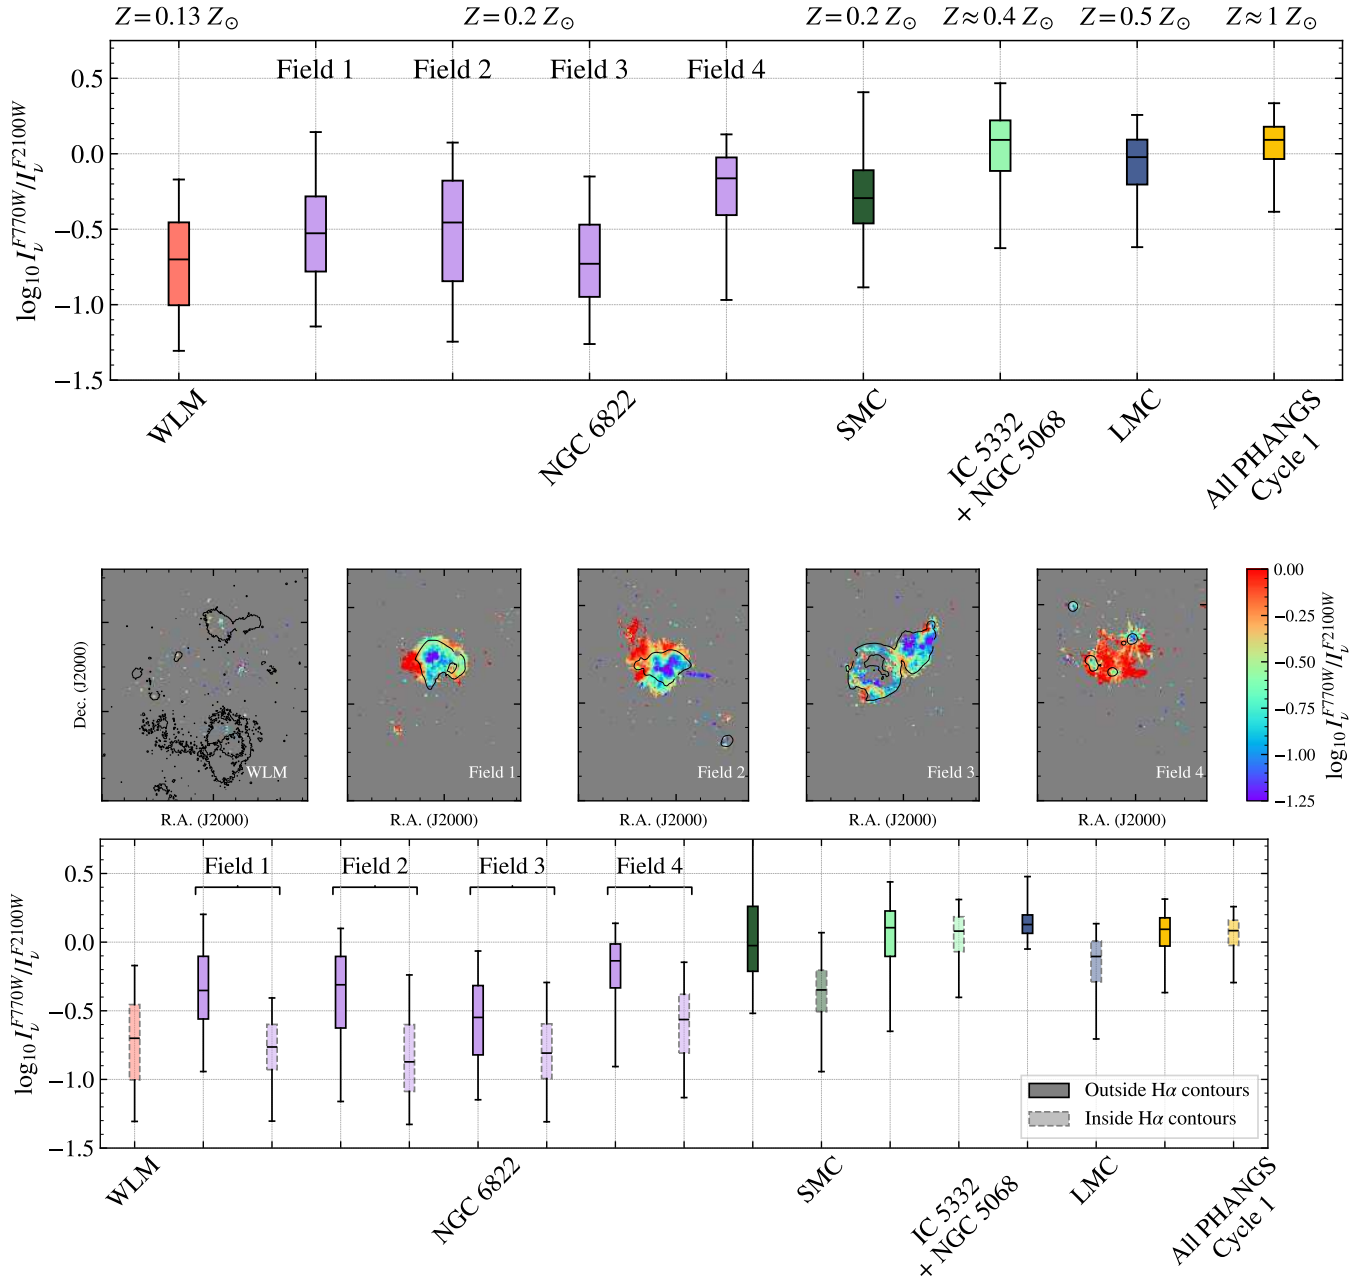 Z = 0.13 Z⊙ Z = 0.2 Z⊙ Z = 0.2 Z⊙ Z ≈ 0.4 Z⊙ Z = 0.5 Z⊙ Z ≈ 1 Z⊙
Field 1 Field 2 Field 3 Field 4
log₁₀ I_ν^F770W/I_ν^F2100W
0.5
0.0
−0.5
−1.0
−1.5
WLM
NGC 6822
SMC
IC 5332
+ NGC 5068
LMC
All PHANGS
Cycle 1
Dec. (J2000)
WLM
Field 1
Field 2
Field 3
Field 4
R.A. (J2000)
R.A. (J2000)
R.A. (J2000)
R.A. (J2000)
R.A. (J2000)
0.00
−0.25
−0.50
−0.75
−1.00
−1.25
log₁₀ I_ν^F770W/I_ν^F2100W
Field 1 Field 2 Field 3 Field 4
log₁₀ I_ν^F770W/I_ν^F2100W
0.5
0.0
−0.5
−1.0
−1.5
Outside Hα contours
Inside Hα contours
WLM
NGC 6822
SMC
IC 5332
+ NGC 5068
LMC
All PHANGS
Cycle 1